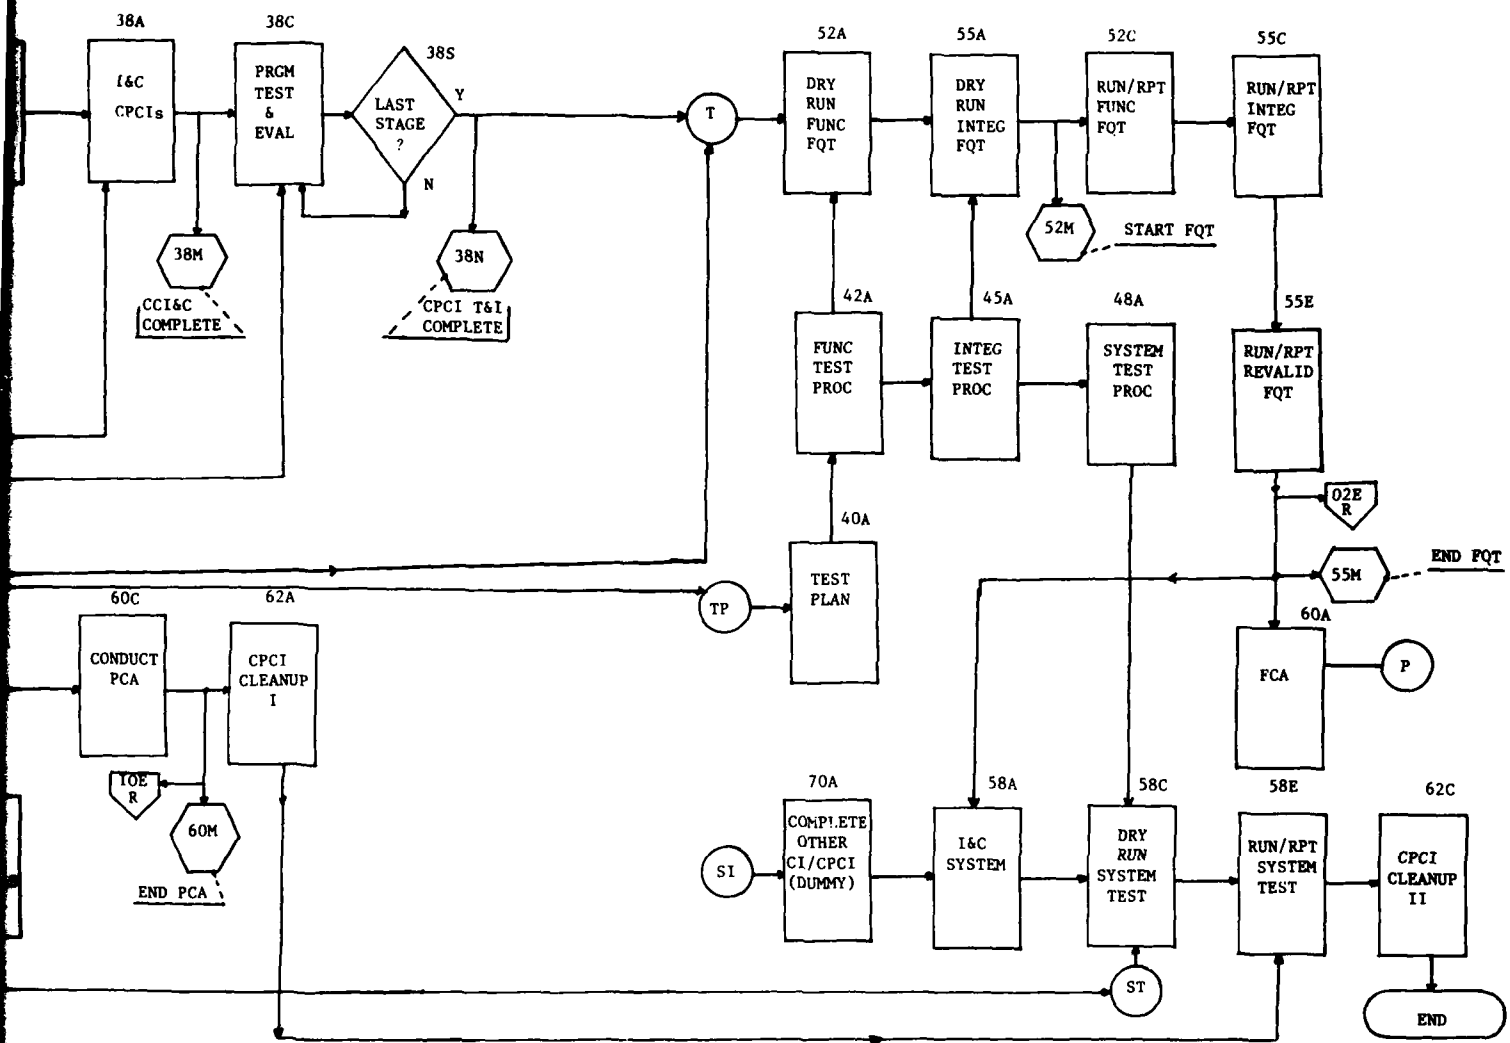 38A
I&C
CPCIs
38C
PRGM
TEST
&
EVAL
38S
LAST
STAGE
?
Y
N
38M
CCI&C
COMPLETE
38N
CPCI T&I
COMPLETE
T
52A
DRY
RUN
FUNC
FQT
55A
DRY
RUN
INTEG
FQT
52C
RUN/RPT
FUNC
FQT
55C
RUN/RPT
INTEG
FQT
52M
START FQT
42A
FUNC
TEST
PROC
45A
INTEG
TEST
PROC
48A
SYSTEM
TEST
PROC
55E
RUN/RPT
REVALID
FQT
02E
R
55M
END FQT
40A
TEST
PLAN
TP
60A
FCA
P
60C
CONDUCT
PCA
62A
CPCI
CLEANUP
I
10E
R
60M
END PCA
SI
70A
COMPLETE
OTHER
CI/CPCI
(DUMMY)
58A
I&C
SYSTEM
58C
DRY
RUN
SYSTEM
TEST
58E
RUN/RPT
SYSTEM
TEST
62C
CPCI
CLEANUP
II
ST
END